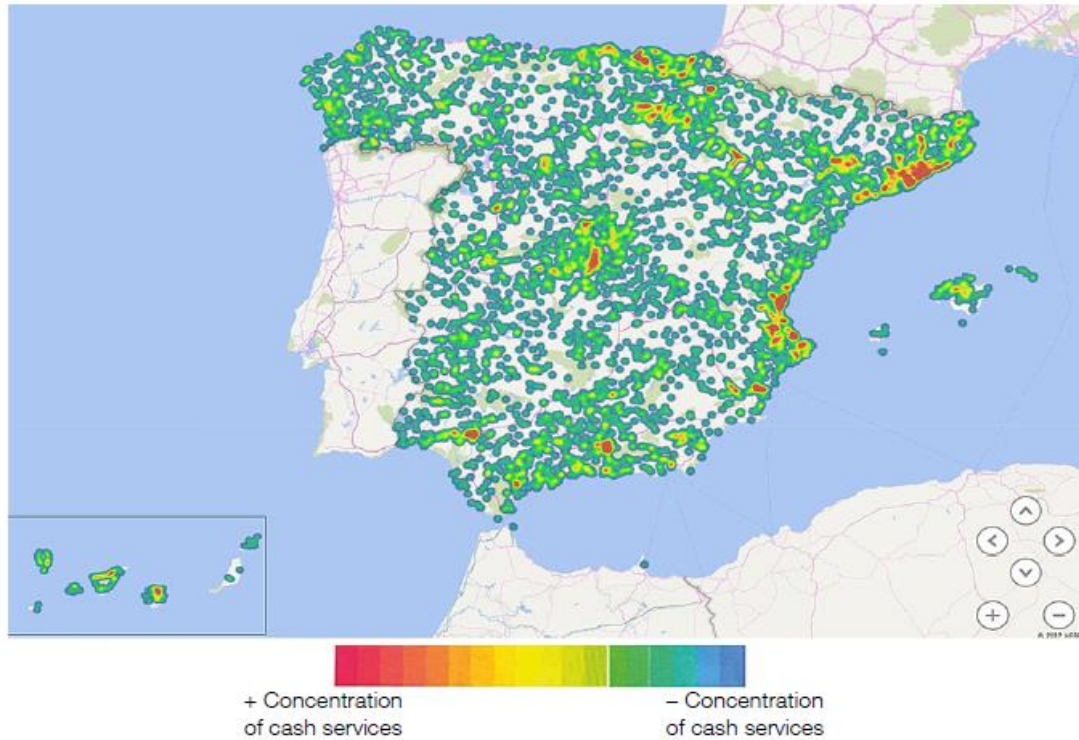 + Concentration
of cash services
– Concentration
of cash services